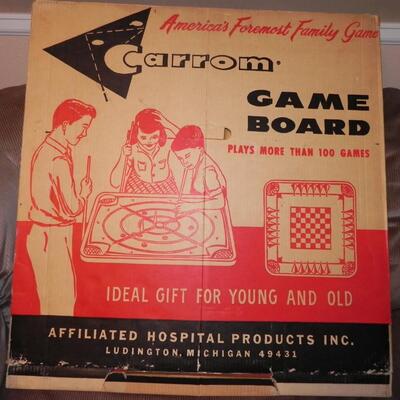 America's Foremost Family Game
Carrom®
GAME
BOARD
PLAYS MORE THAN 100 GAMES
IDEAL GIFT FOR YOUNG AND OLD
AFFILIATED HOSPITAL PRODUCTS INC.
LUDINGTON, MICHIGAN 49431